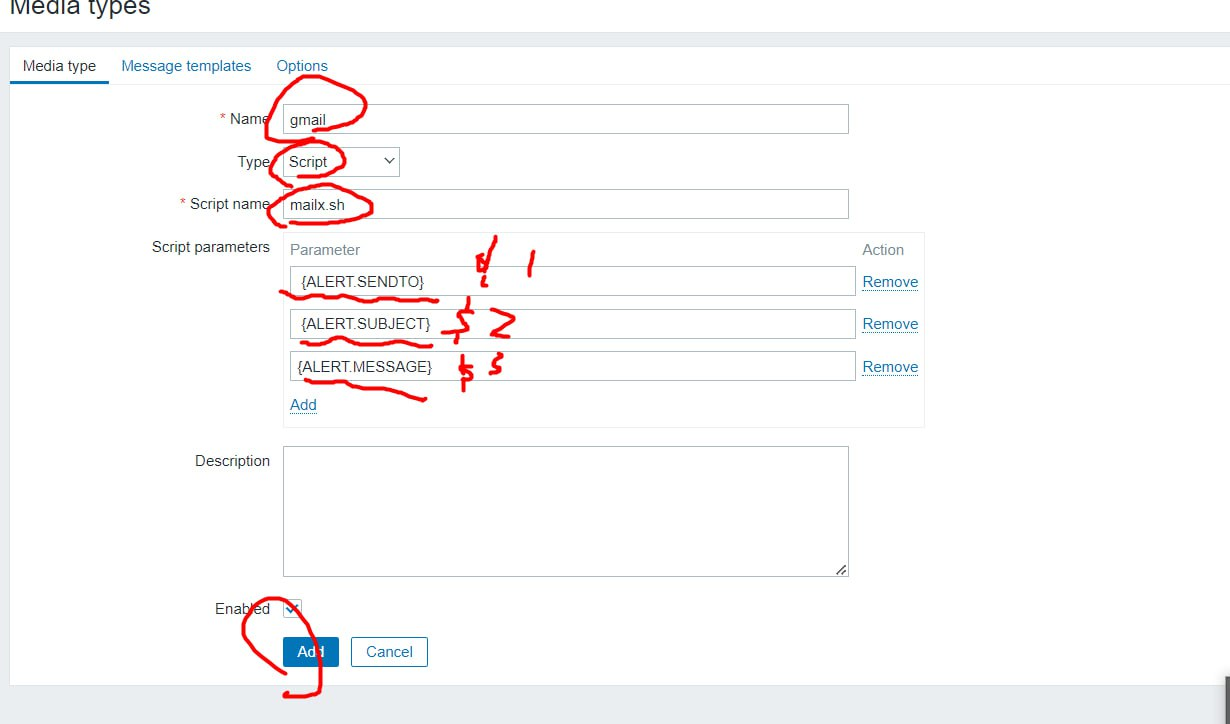 Media types
Media type Message templates Options
* Name gmail
Type Script
* Script name mailx.sh
Script parameters Parameter Action
{ALERT.SENDTO} 1 Remove
{ALERT.SUBJECT} $ 2 Remove
{ALERT.MESSAGE} $ 3 Remove
Add
Description
Enabled
Add Cancel